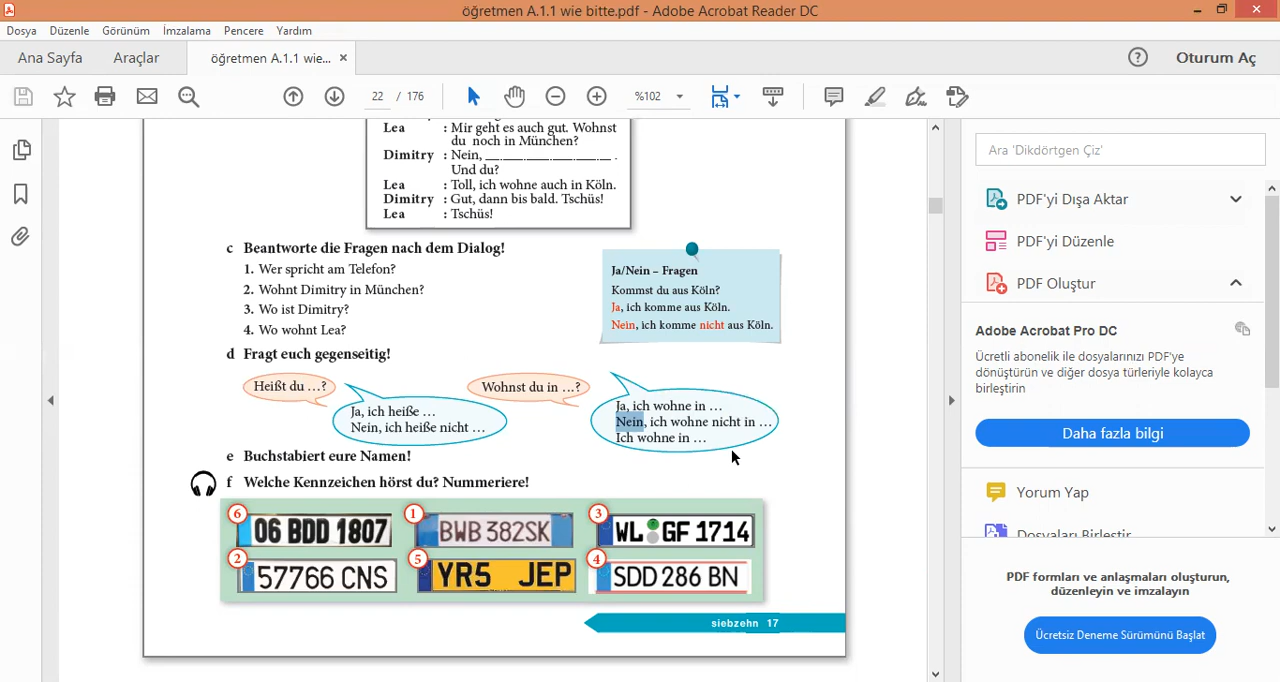 öğretmen A.1.1 wie bitte.pdf - Adobe Acrobat Reader DC
Dosya Düzenle Görünüm İmzalama Pencere Yardım
Ana Sayfa Araçlar öğretmen A.1.1 wie... × Oturum Aç
22 / 176 %102
Lea : Mir geht es auch gut. Wohnst
du noch in München?
Dimitry : Nein, ______________________ .
Und du?
Lea : Toll, ich wohne auch in Köln.
Dimitry : Gut, dann bis bald. Tschüs!
Lea : Tschüs!
c Beantworte die Fragen nach dem Dialog!
1. Wer spricht am Telefon?
2. Wohnt Dimitry in München?
3. Wo ist Dimitry?
4. Wo wohnt Lea?
Ja/Nein – Fragen
Kommst du aus Köln?
Ja, ich komme aus Köln.
Nein, ich komme nicht aus Köln.
d Fragt euch gegenseitig!
Heißt du …?
Ja, ich heiße …
Nein, ich heiße nicht …
Wohnst du in …?
Ja, ich wohne in …
Nein, ich wohne nicht in …
Ich wohne in …
e Buchstabiert eure Namen!
f Welche Kennzeichen hörst du? Nummeriere!
6 06 BDD 1807
1 BWB 382SK
3 WL GF 1714
2 57766 CNS
5 YR5 JEP
4 SDD 286 BN
siebzehn 17
Ara 'Dikdörtgen Çiz'
PDF'yi Dışa Aktar
PDF'yi Düzenle
PDF Oluştur
Adobe Acrobat Pro DC
Ücretli abonelik ile dosyalarınızı PDF'ye
dönüştürün ve diğer dosya türleriyle kolayca
birleştirin
Daha fazla bilgi
Yorum Yap
Dosyaları Birleştir
PDF formları ve anlaşmaları oluşturun,
düzenleyin ve imzalayın
Ücretsiz Deneme Sürümünü Başlat